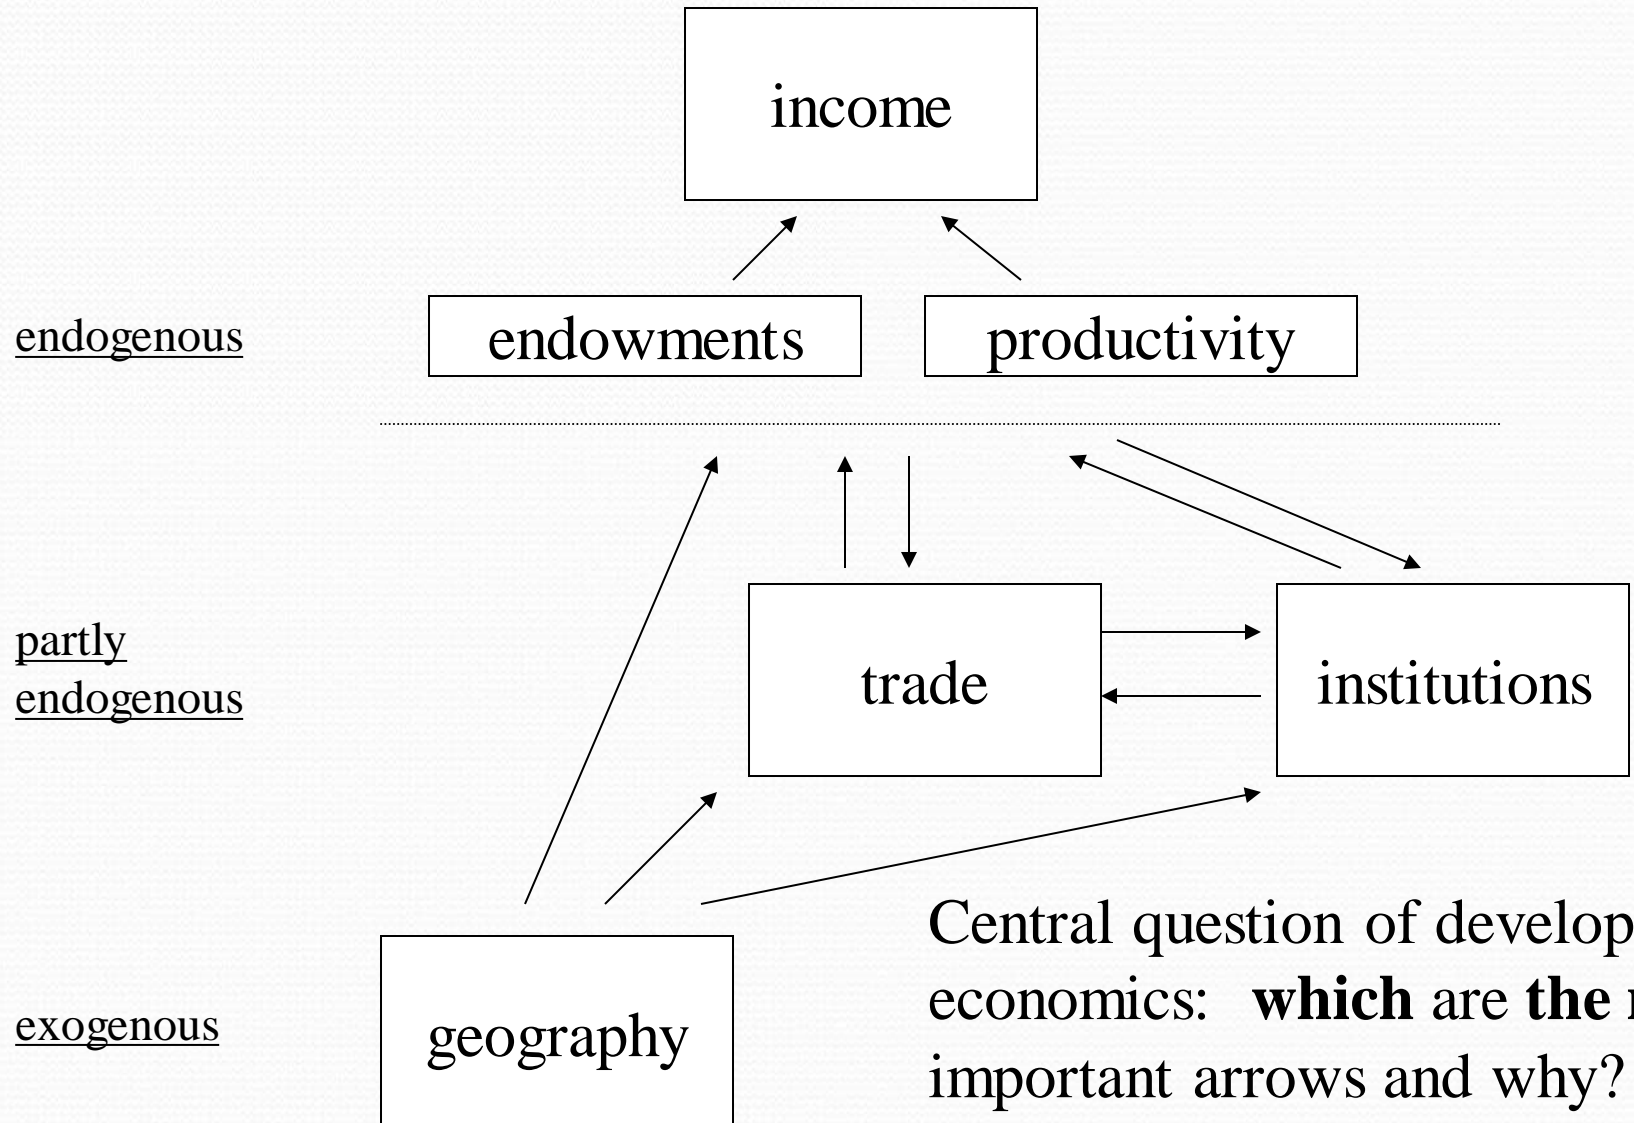 income
endogenous
endowments
productivity
partly
endogenous
trade
institutions
Central question of develop
economics: which are the
important arrows and why?
exogenous
geography